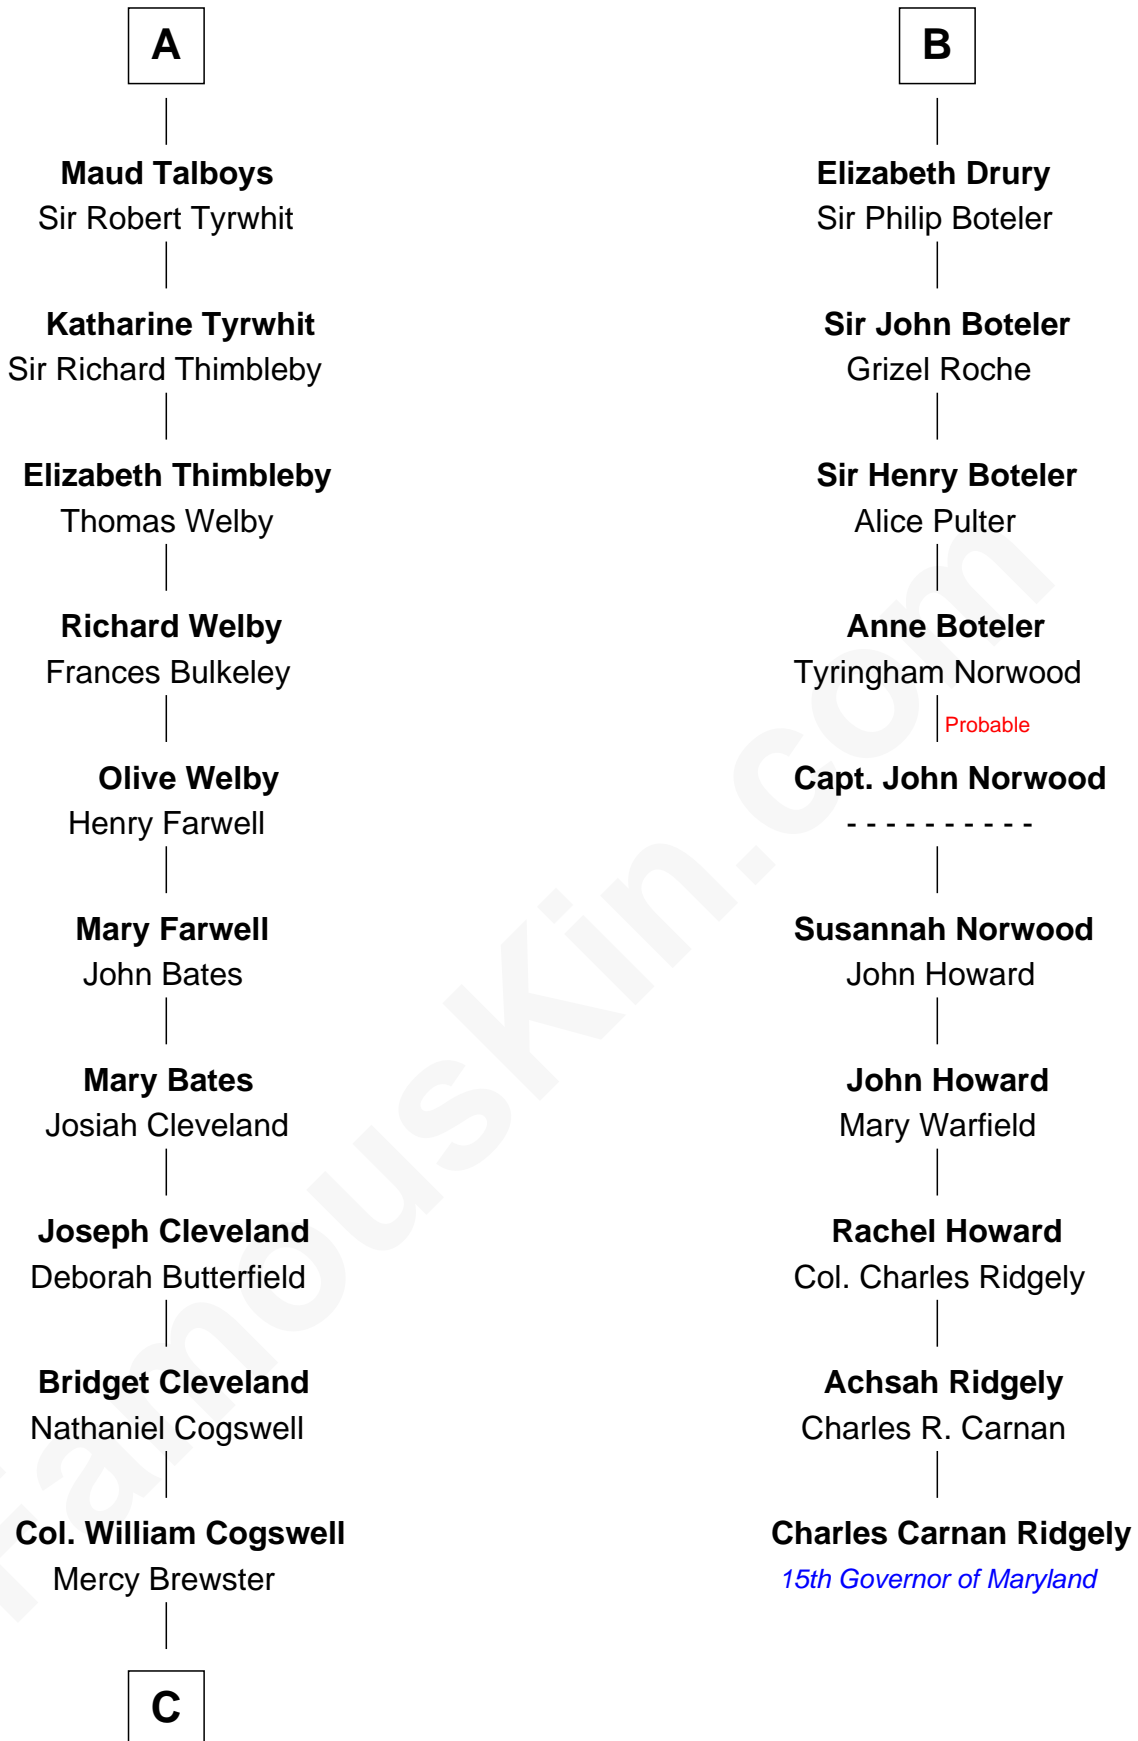 A
Maud Talboys
Sir Robert Tyrwhit
Katharine Tyrwhit
Sir Richard Thimbleby
Elizabeth Thimbleby
Thomas Welby
Richard Welby
Frances Bulkeley
Olive Welby
Henry Farwell
Mary Farwell
John Bates
Mary Bates
Josiah Cleveland
Joseph Cleveland
Deborah Butterfield
Bridget Cleveland
Nathaniel Cogswell
Col. William Cogswell
Mercy Brewster
C
B
Elizabeth Drury
Sir Philip Boteler
Sir John Boteler
Grizel Roche
Sir Henry Boteler
Alice Pulter
Anne Boteler
Tyringham Norwood
Probable
Capt. John Norwood
- - - - - - - - - -
Susannah Norwood
John Howard
John Howard
Mary Warfield
Rachel Howard
Col. Charles Ridgely
Achsah Ridgely
Charles R. Carnan
Charles Carnan Ridgely
15th Governor of Maryland
FamousKin.com